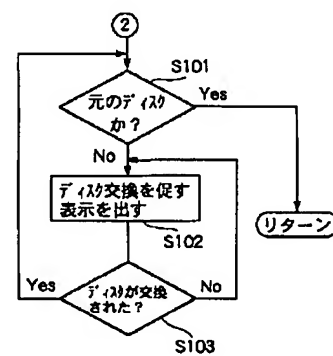 2
S101
元のディスク
か？
Yes
No
ディスク交換を促す
表示を出す
S102
リターン
ディスクが交換
された？
Yes
No
S103